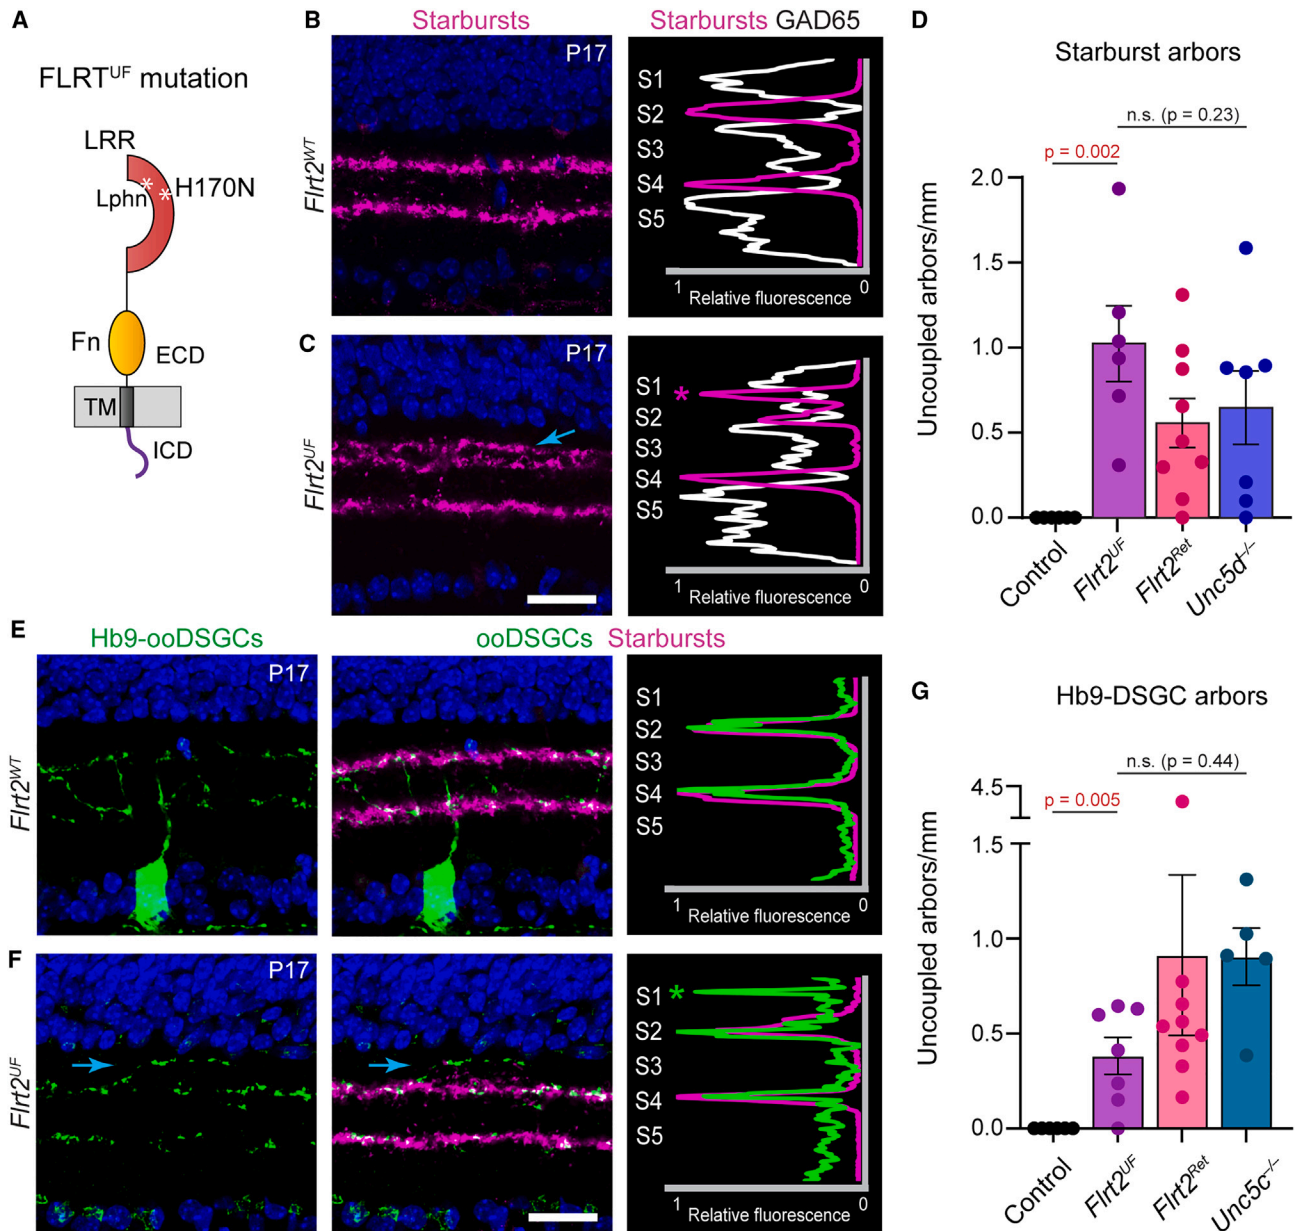 A
FLRT^UF mutation
LRR
Lphn
*
*
H170N
Fn
ECD
TM
ICD
B
Starbursts
Starbursts GAD65
Flrt2^WT
P17
S1
S2
S3
S4
S5
1
0
Relative fluorescence
C
Flrt2^UF
P17
S1
*
S2
S3
S4
S5
1
0
Relative fluorescence
D
Starburst arbors
n.s. (p = 0.23)
p = 0.002
Uncoupled arbors/mm
2.0
1.5
1.0
0.5
0.0
Control
Flrt2^UF
Flrt2^Ret
Unc5d^-/-
E
Hb9-ooDSGCs
ooDSGCs Starbursts
Flrt2^WT
P17
S1
S2
S3
S4
S5
1
0
Relative fluorescence
F
Flrt2^UF
P17
S1
*
S2
S3
S4
S5
1
0
Relative fluorescence
G
Hb9-DSGC arbors
n.s. (p = 0.44)
p = 0.005
Uncoupled arbors/mm
4.5
1.5
1.0
0.5
0.0
Control
Flrt2^UF
Flrt2^Ret
Unc5c^-/-